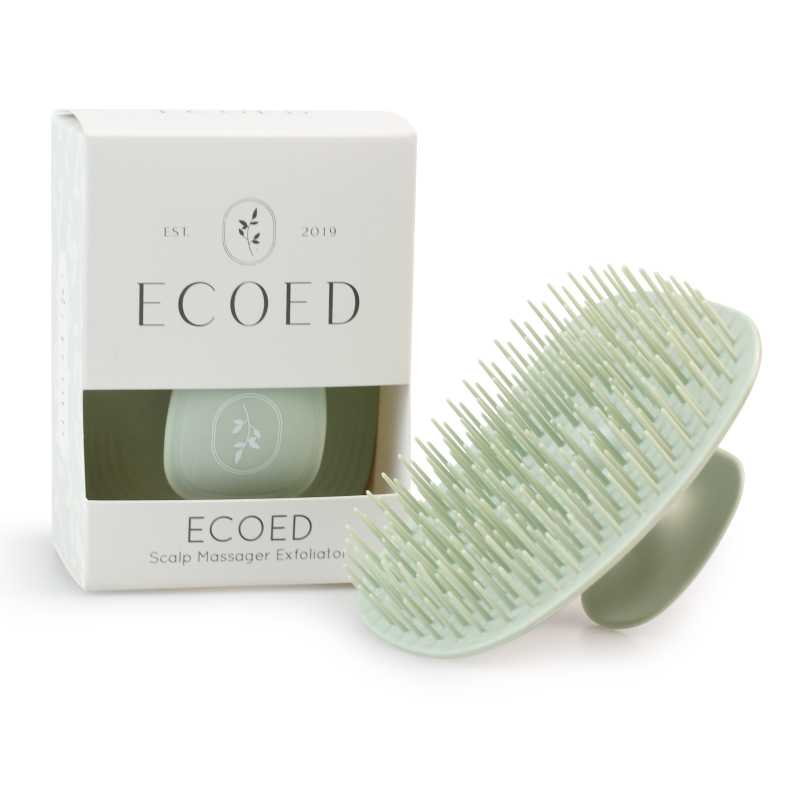 EST. 2019
ECOED
ECOED
Scalp Massager Exfoliator